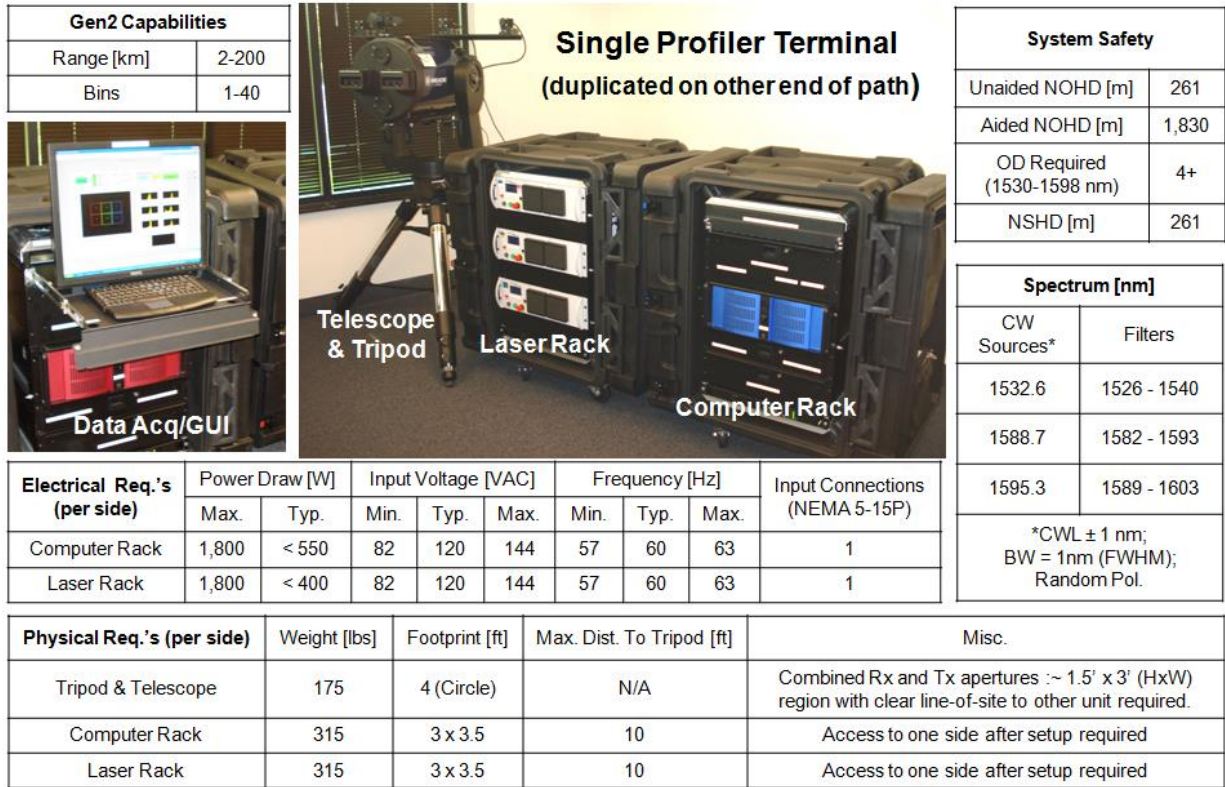 Gen2 Capabilities
Range [km] 2-200
Bins 1-40
Single Profiler Terminal
(duplicated on other end of path)
Telescope
& Tripod
Laser Rack
Computer Rack
Data Acq/GUI
System Safety
Unaided NOHD [m] 261
Aided NOHD [m] 1,830
OD Required
(1530-1598 nm) 4+
NSHD [m] 261
Spectrum [nm]
CW
Sources* Filters
1532.6 1526 - 1540
1588.7 1582 - 1593
1595.3 1589 - 1603
*CWL ± 1 nm;
BW = 1nm (FWHM);
Random Pol.
Electrical Req.'s
(per side) Power Draw [W] Input Voltage [VAC] Frequency [Hz] Input Connections
(NEMA 5-15P)
Max. Typ. Min. Typ. Max. Min. Typ. Max.
Computer Rack 1,800 < 550 82 120 144 57 60 63 1
Laser Rack 1,800 < 400 82 120 144 57 60 63 1
Physical Req.'s (per side) Weight [lbs] Footprint [ft] Max. Dist. To Tripod [ft] Misc.
Tripod & Telescope 175 4 (Circle) N/A Combined Rx and Tx apertures :~ 1.5' x 3' (HxW)
region with clear line-of-site to other unit required.
Computer Rack 315 3 x 3.5 10 Access to one side after setup required
Laser Rack 315 3 x 3.5 10 Access to one side after setup required